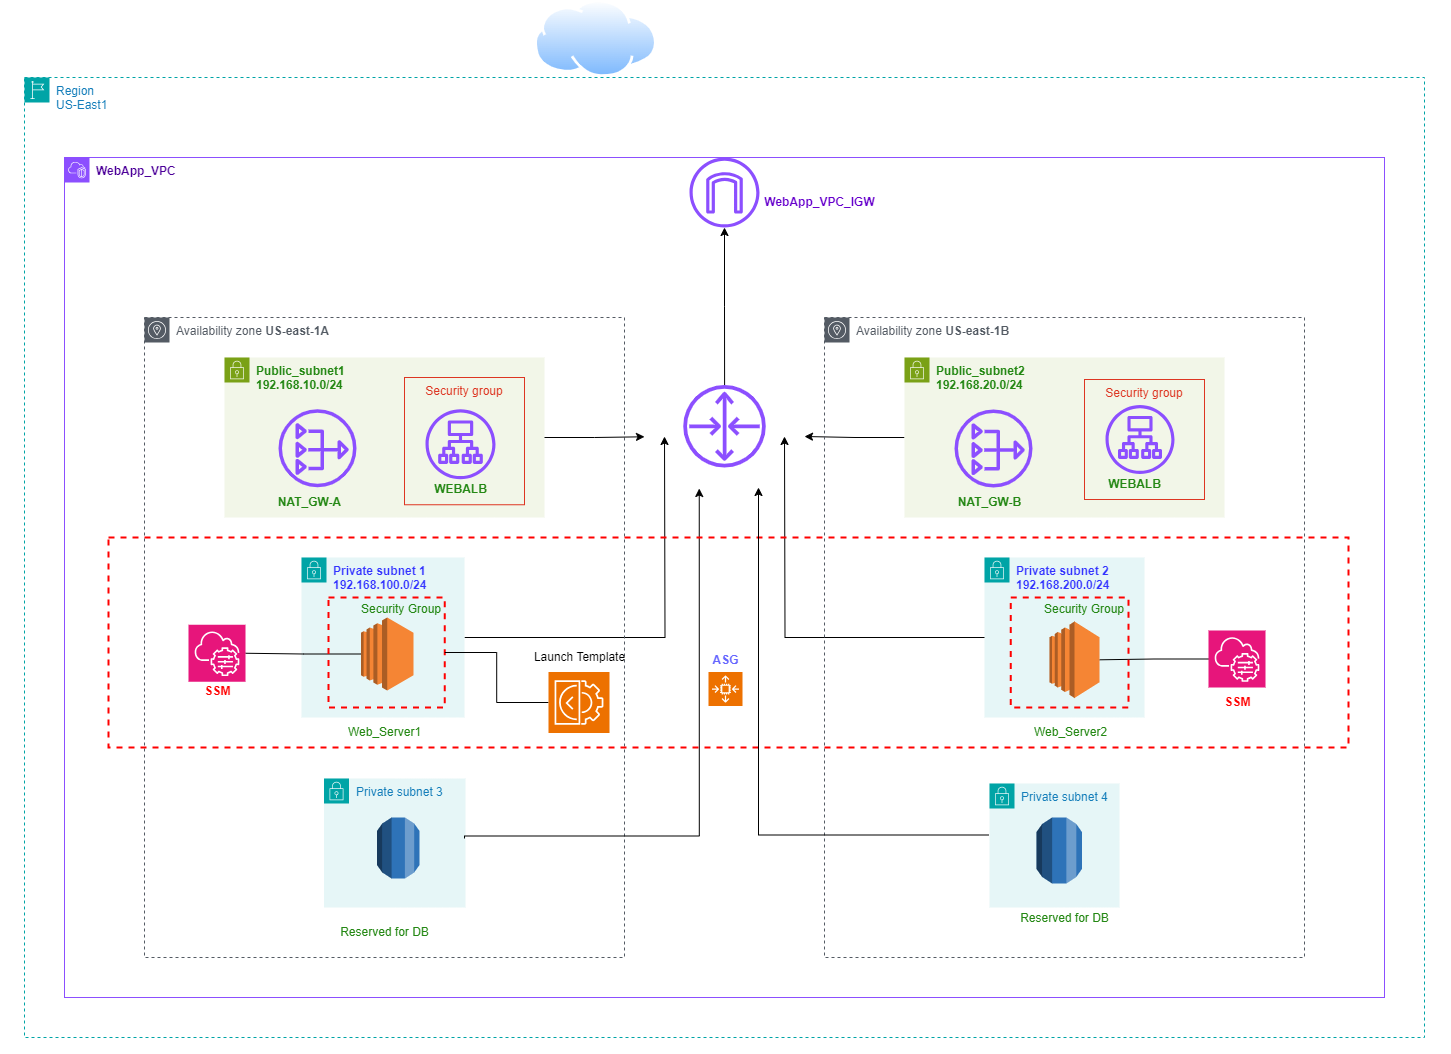 Region
US-East1
WebApp_VPC
WebApp_VPC_IGW
Availability zone US-east-1A
Public_subnet1
192.168.10.0/24
Security group
WEBALB
NAT_GW-A
Availability zone US-east-1B
Public_subnet2
192.168.20.0/24
Security group
WEBALB
NAT_GW-B
Private subnet 1
192.168.100.0/24
Security Group
SSM
Launch Template
Web_Server1
ASG
Private subnet 2
192.168.200.0/24
Security Group
SSM
Web_Server2
Private subnet 3
Reserved for DB
Private subnet 4
Reserved for DB